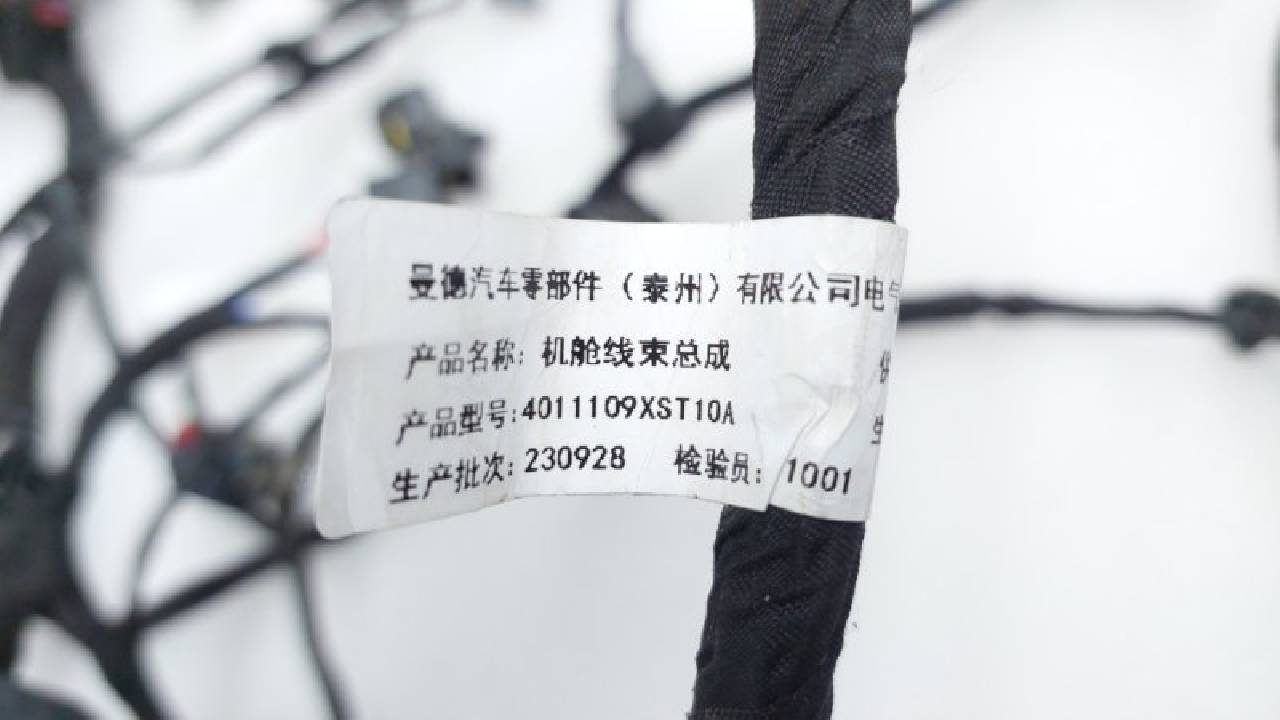 曼德汽车零部件（泰州）有限公司电
产品名称: 机舱线束总成
产品型号:4011109XST10A
生产批次: 230928 检验员: 1001